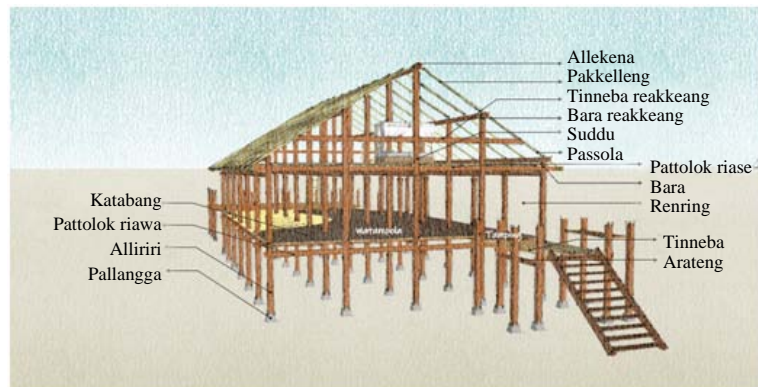 Allekena
Pakkelleng
Tinneba reakkeang
Bara reakkeang
Suddu
Passola
Pattolok riase
Bara
Renring
Tinneba
Arateng
Katabang
Pattolok riawa
Alliriri
Pallangga
watampola